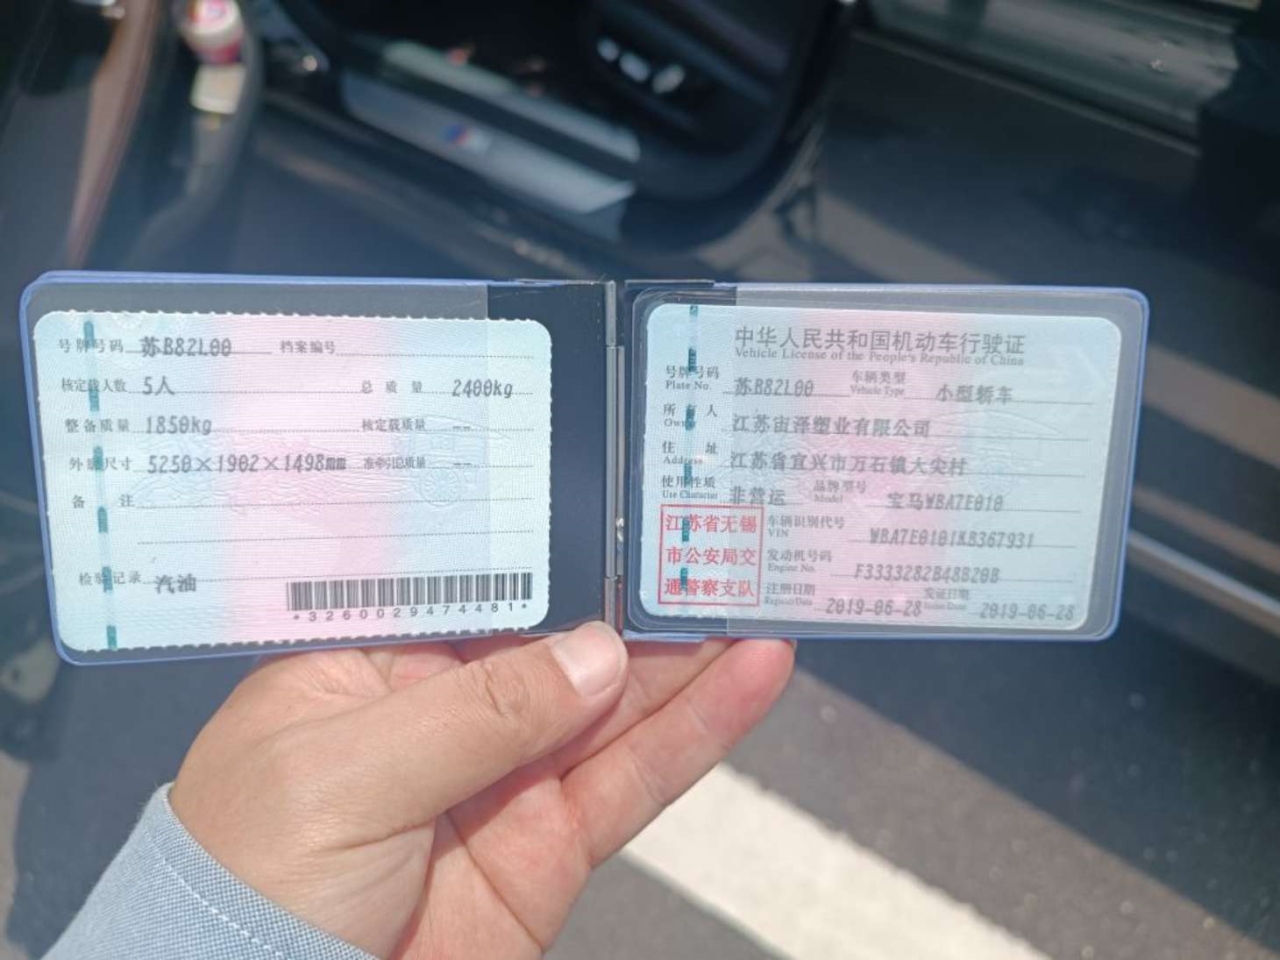 号牌号码 苏B82L00 档案编号
核定载人数 5人 总质量 2400kg
整备质量 1850kg 核定载质量 --
外廓尺寸 5250×1902×1498mm 准牵引总质量 --
备注
检验记录 汽油
*3260029474481*
中华人民共和国机动车行驶证
Vehicle License of the People's Republic of China
号牌号码 苏B82L00 车辆类型 小型轿车
Plate No. Vehicle Type
所有人 江苏宙泽塑业有限公司
Owner
住址 江苏省宜兴市万石镇大尖村
Address
使用性质 非营运 品牌型号 宝马WBA7E010
Use Character Model
江苏省无锡
市公安局交
通警察支队
车辆识别代号 WBA7E0101KB367931
VIN
发动机号码 F3333282B48B20B
Engine No.
注册日期 2019-06-28 发证日期 2019-06-28
Register Date Issue Date